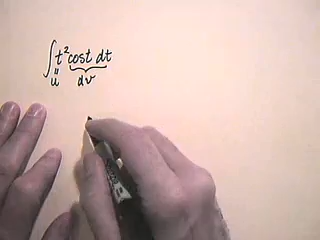 ∫t²cost dt
u dv